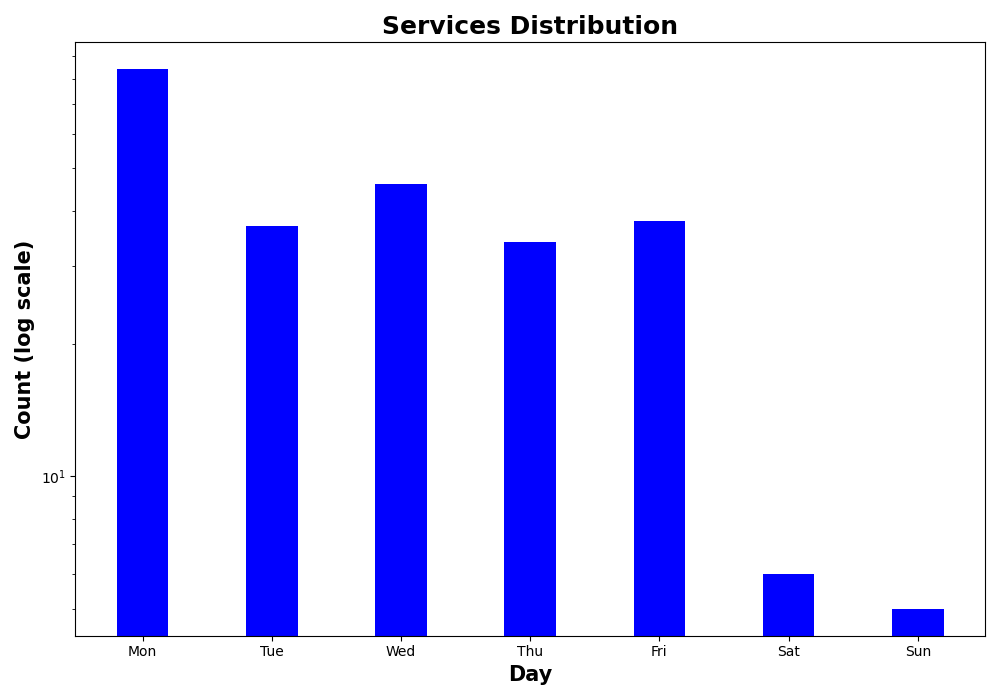 Services Distribution
Count (log scale)
10¹
Mon Tue Wed Thu Fri Sat Sun
Day